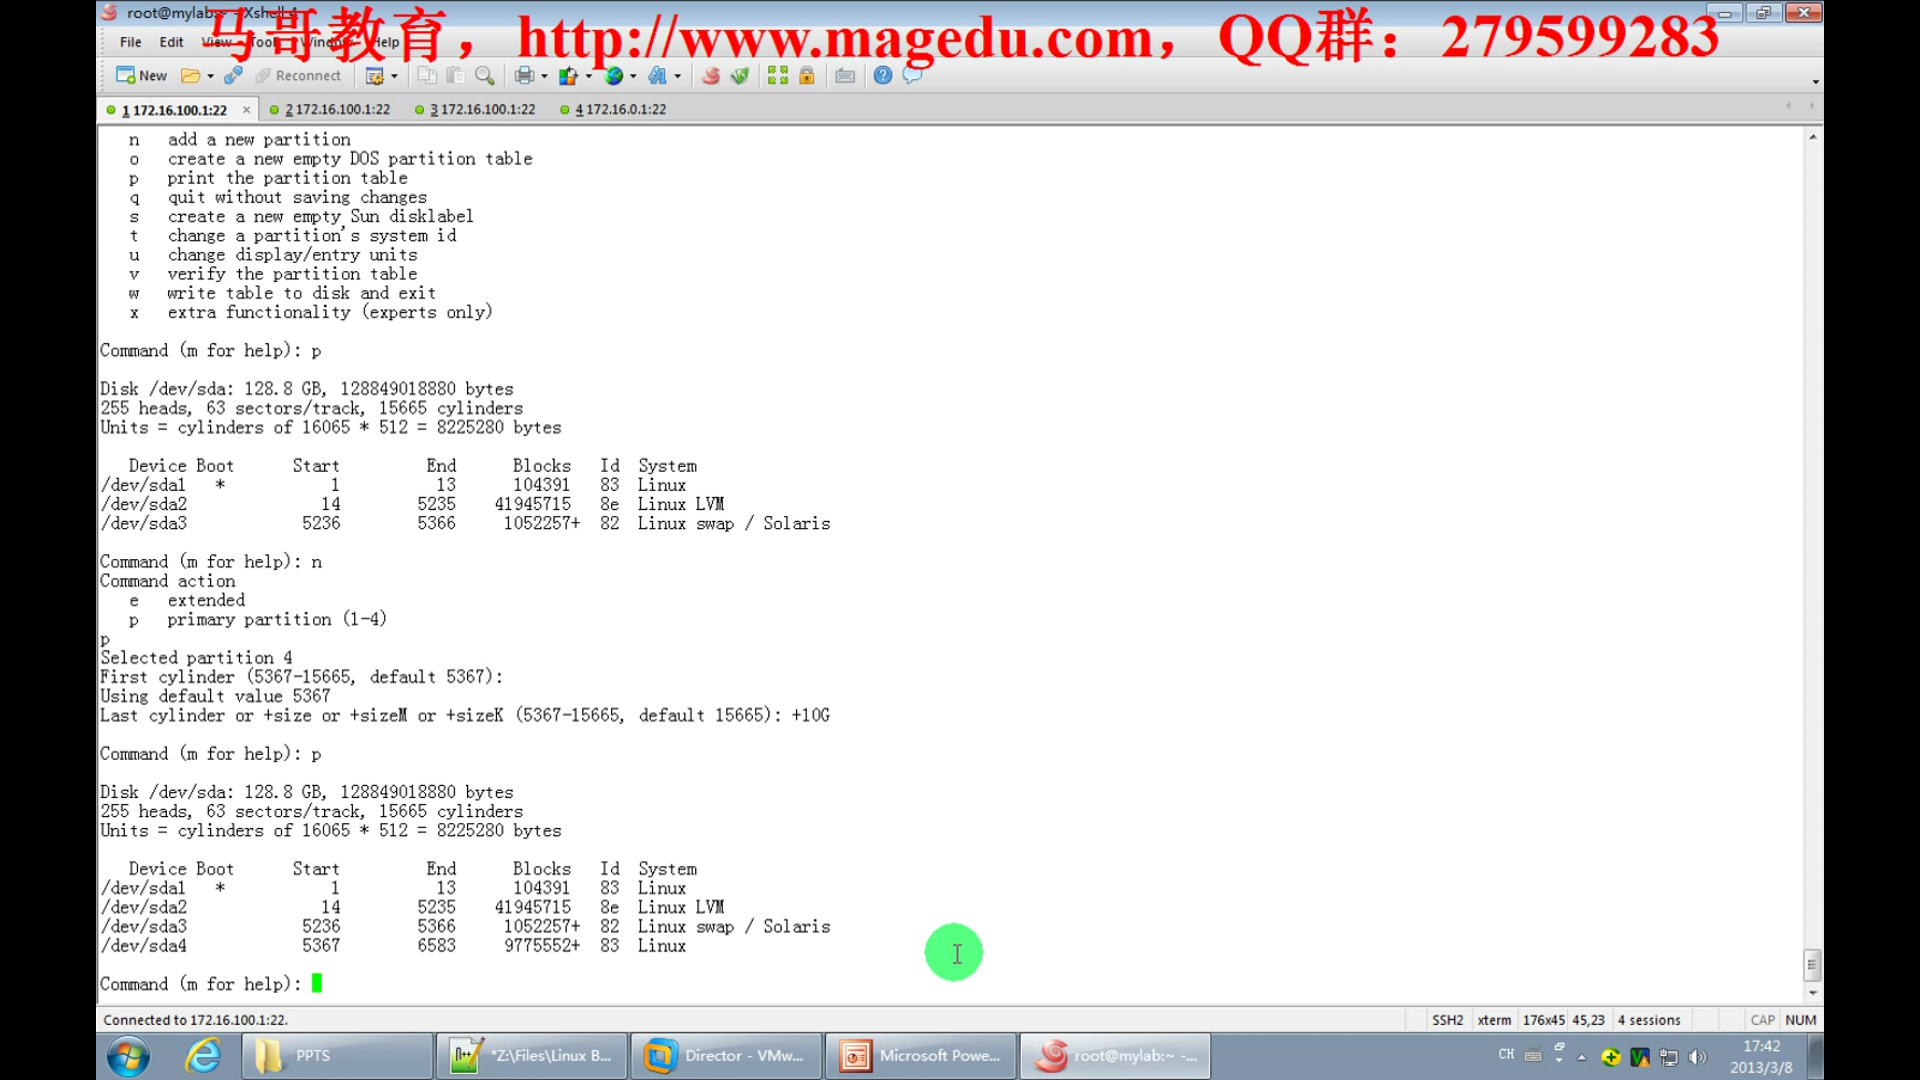 root@mylab:~ - Xshell 4
马哥教育，http://www.magedu.com，QQ群：279599283
File Edit View Tools Window Help
New Reconnect
1 172.16.100.1:22 2 172.16.100.1:22 3 172.16.100.1:22 4 172.16.0.1:22
n add a new partition
o create a new empty DOS partition table
p print the partition table
q quit without saving changes
s create a new empty Sun disklabel
t change a partition's system id
u change display/entry units
v verify the partition table
w write table to disk and exit
x extra functionality (experts only)
Command (m for help): p
Disk /dev/sda: 128.8 GB, 128849018880 bytes
255 heads, 63 sectors/track, 15665 cylinders
Units = cylinders of 16065 * 512 = 8225280 bytes
Device Boot Start End Blocks Id System
/dev/sda1 * 1 13 104391 83 Linux
/dev/sda2 14 5235 41945715 8e Linux LVM
/dev/sda3 5236 5366 1052257+ 82 Linux swap / Solaris
Command (m for help): n
Command action
e extended
p primary partition (1-4)
p
Selected partition 4
First cylinder (5367-15665, default 5367):
Using default value 5367
Last cylinder or +size or +sizeM or +sizeK (5367-15665, default 15665): +10G
Command (m for help): p
Disk /dev/sda: 128.8 GB, 128849018880 bytes
255 heads, 63 sectors/track, 15665 cylinders
Units = cylinders of 16065 * 512 = 8225280 bytes
Device Boot Start End Blocks Id System
/dev/sda1 * 1 13 104391 83 Linux
/dev/sda2 14 5235 41945715 8e Linux LVM
/dev/sda3 5236 5366 1052257+ 82 Linux swap / Solaris
/dev/sda4 5367 6583 9775552+ 83 Linux
Command (m for help):
Connected to 172.16.100.1:22. SSH2 xterm 176x45 45,23 4 sessions CAP NUM
PPTS *Z:\Files\Linux B... Director - VMw... Microsoft Powe... root@mylab:~ -... CH 17:42
2013/3/8